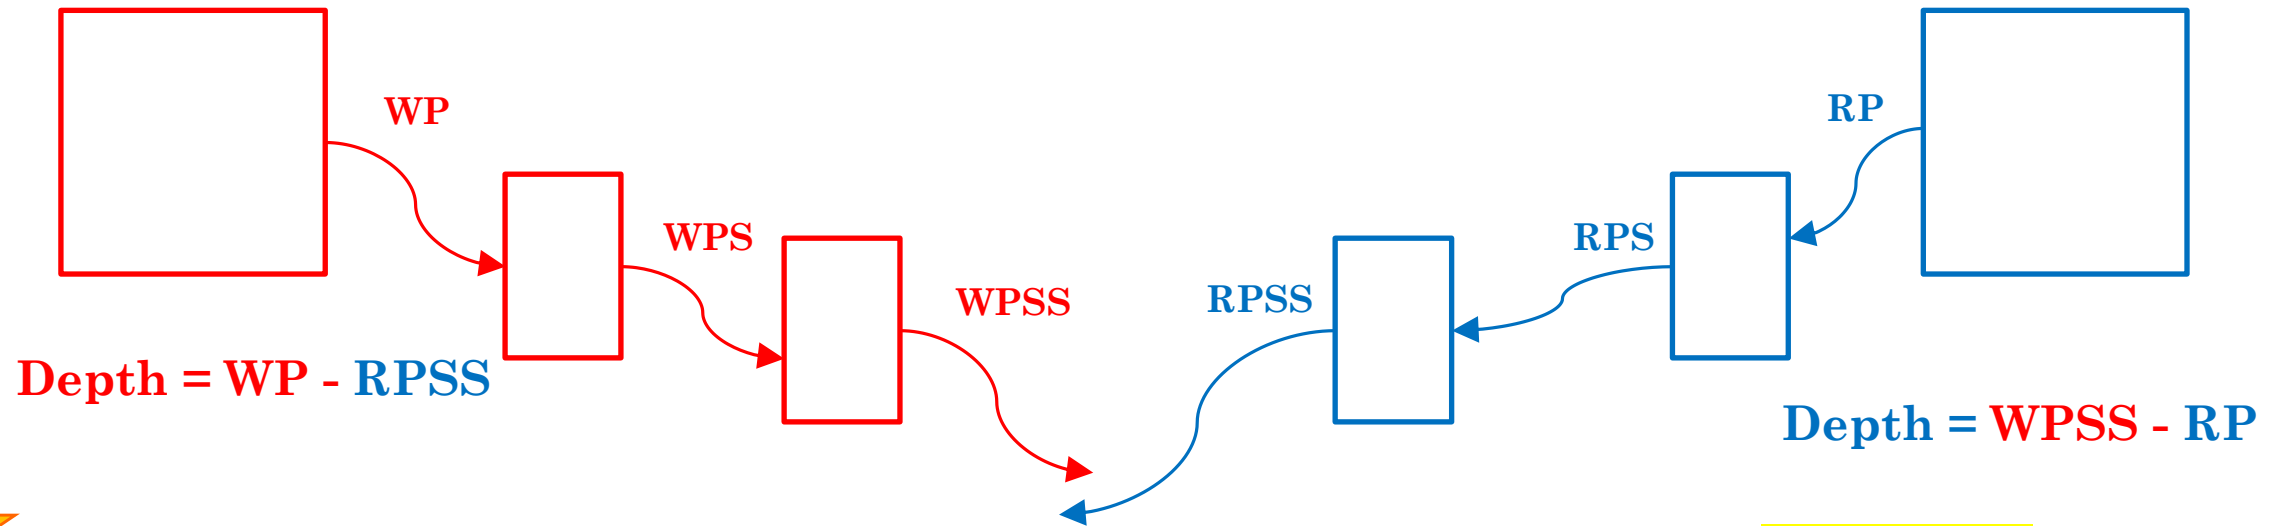 WP
RP
WPS
RPS
WPSS
RPSS
Depth = WP - RPSS
Depth = WPSS - RP